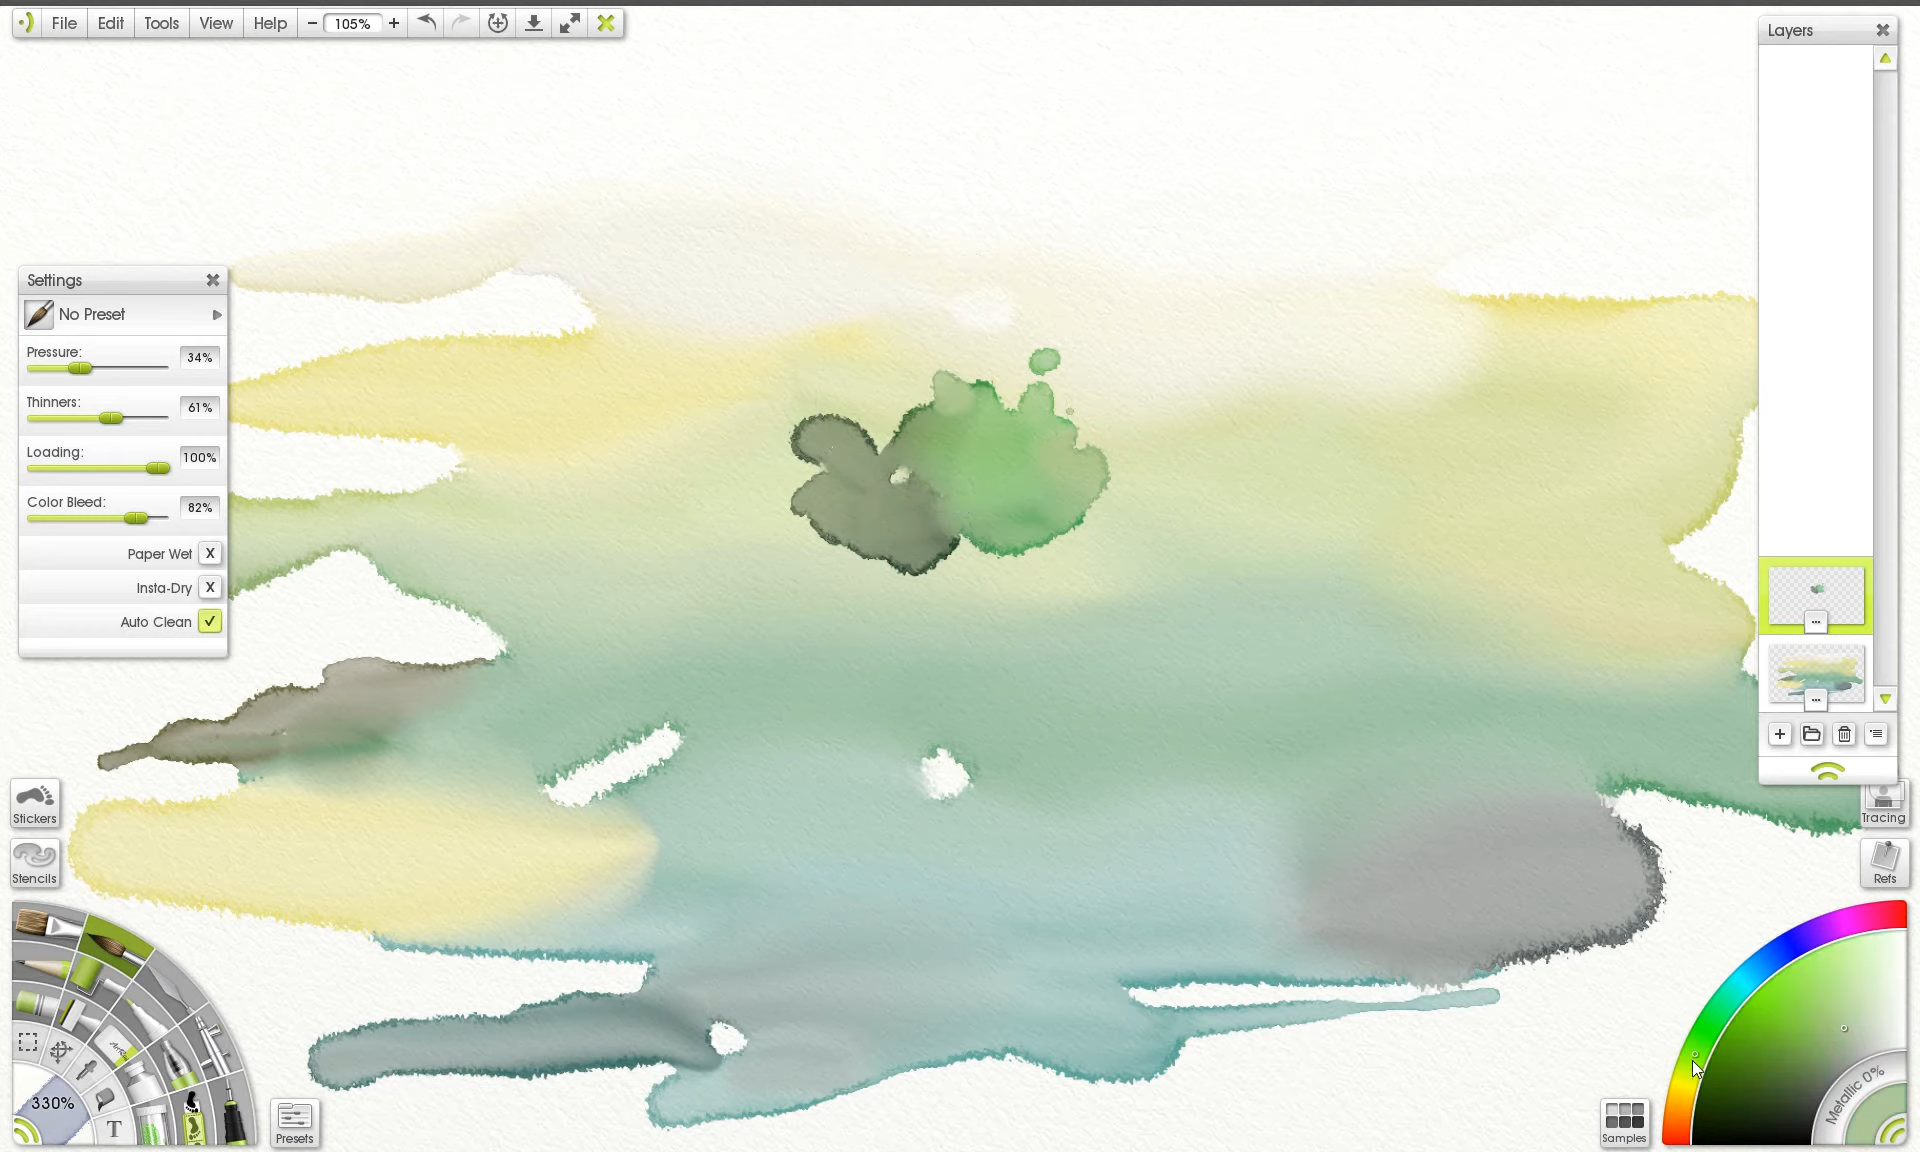 File Edit Tools View Help − 105% +
Layers
Settings
No Preset
Pressure:
34%
Thinners:
61%
Loading:
100%
Color Bleed:
82%
Paper Wet X
Insta-Dry X
Auto Clean
Stickers
Stencils
330%
T
Presets
Tracing
Refs
Metallic 0%
Samples